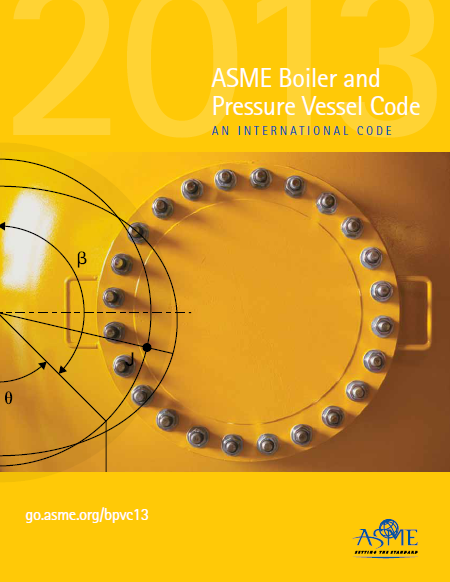 2013
ASME Boiler and
Pressure Vessel Code
AN INTERNATIONAL CODE
β
J
θ
go.asme.org/bpvc13
ASME
SETTING THE STANDARD